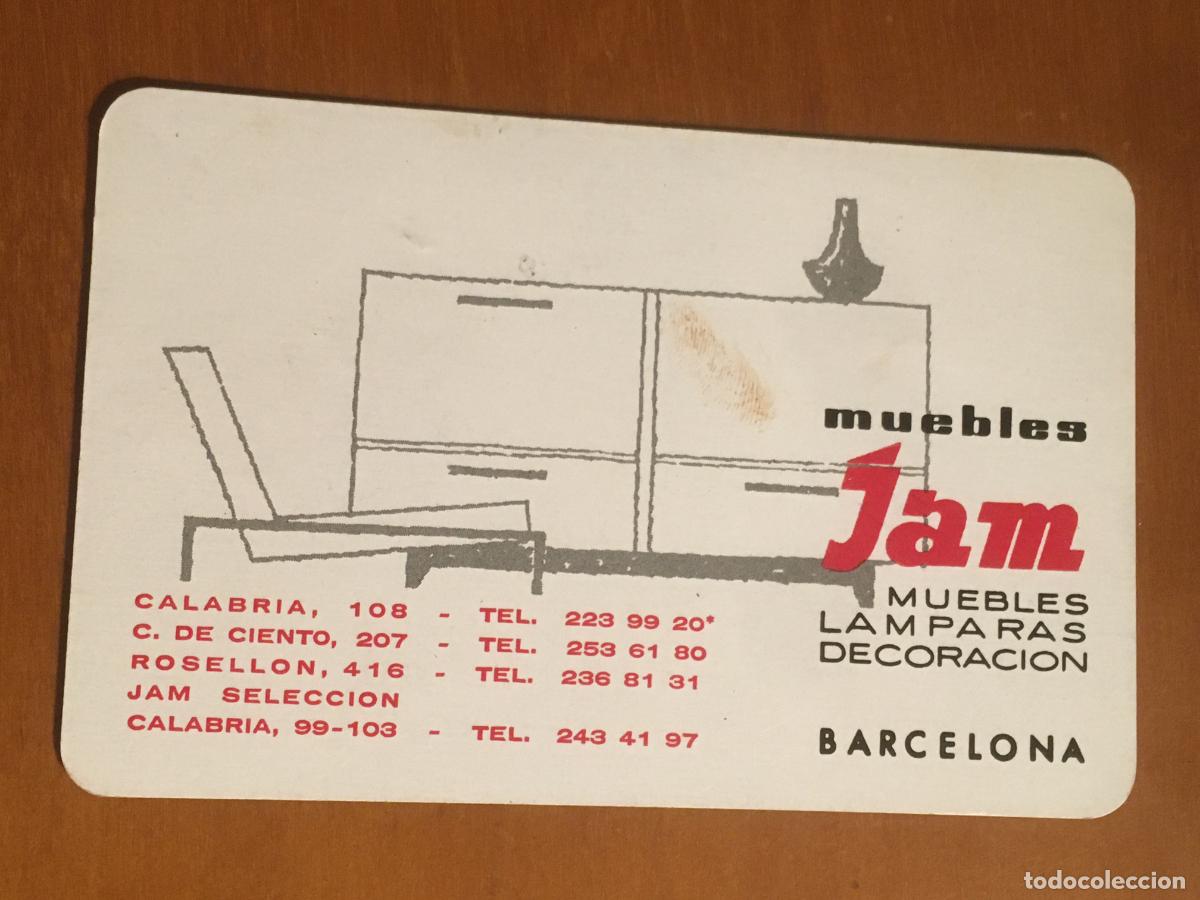 muebles
Jam
MUEBLES
LAMPARAS
DECORACION
BARCELONA
CALABRIA, 108 - TEL. 223 99 20*
C. DE CIENTO, 207 - TEL. 253 61 80
ROSELLON, 416 - TEL. 236 81 31
JAM SELECCION
CALABRIA, 99-103 - TEL. 243 41 97
todocoleccion